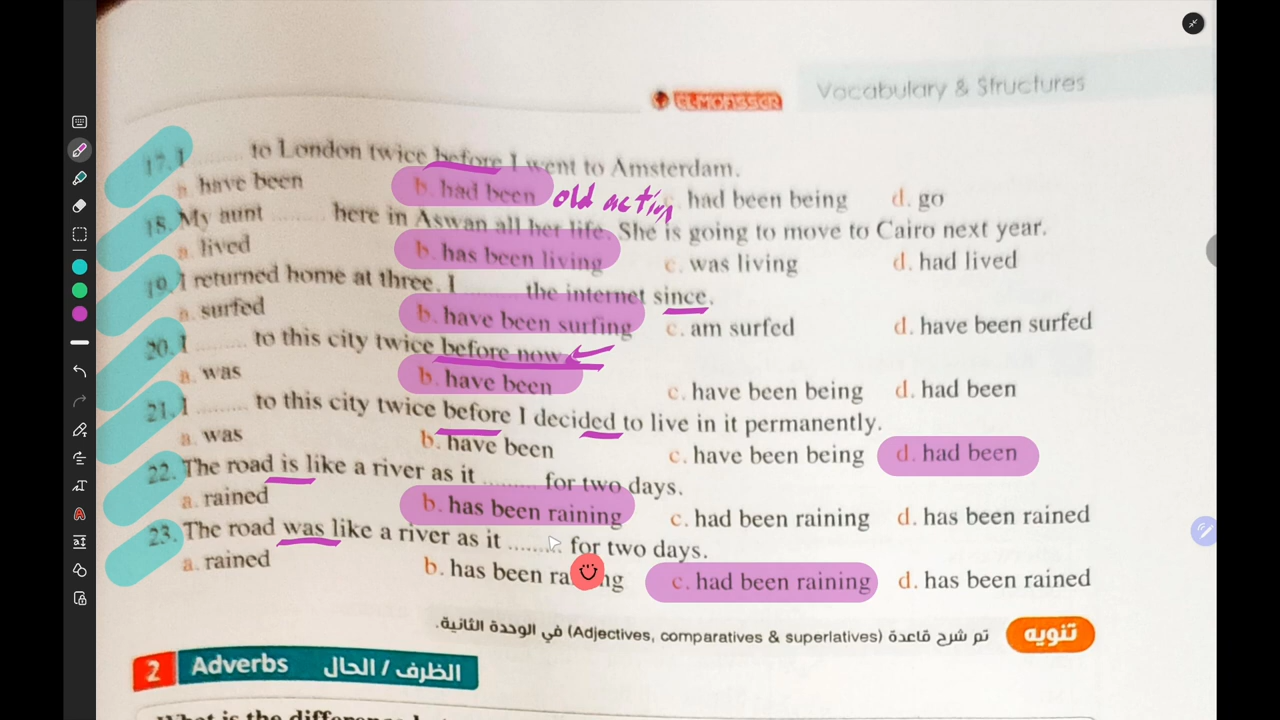 ELMOASSER
Vocabulary & Structures
17. I ........ to London twice before I went to Amsterdam.
a. have been b. had been old action c. had been being d. go
18. My aunt ........ here in Aswan all her life. She is going to move to Cairo next year.
a. lived b. has been living c. was living d. had lived
19. I returned home at three. I ........ the internet since.
a. surfed b. have been surfing c. am surfed d. have been surfed
20. I ........ to this city twice before now.
a. was b. have been c. have been being d. had been
21. I ........ to this city twice before I decided to live in it permanently.
a. was b. have been c. have been being d. had been
22. The road is like a river as it ........ for two days.
a. rained b. has been raining c. had been raining d. has been rained
23. The road was like a river as it ........ for two days.
a. rained b. has been raining c. had been raining d. has been rained
تنويه تم شرح قاعدة (Adjectives, comparatives & superlatives) في الوحدة الثانية.
2 Adverbs الظرف / الحال
What is the difference